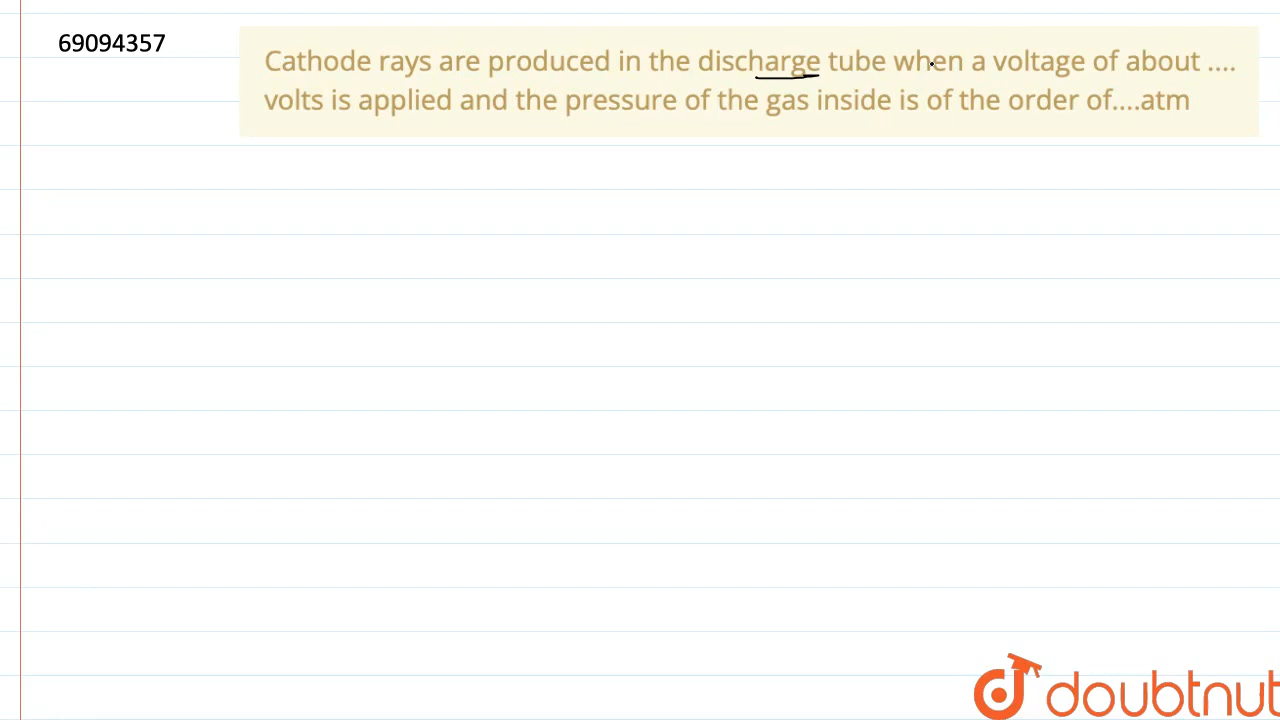 69094357
Cathode rays are produced in the discharge tube when a voltage of about ....
volts is applied and the pressure of the gas inside is of the order of....atm
doubtnut